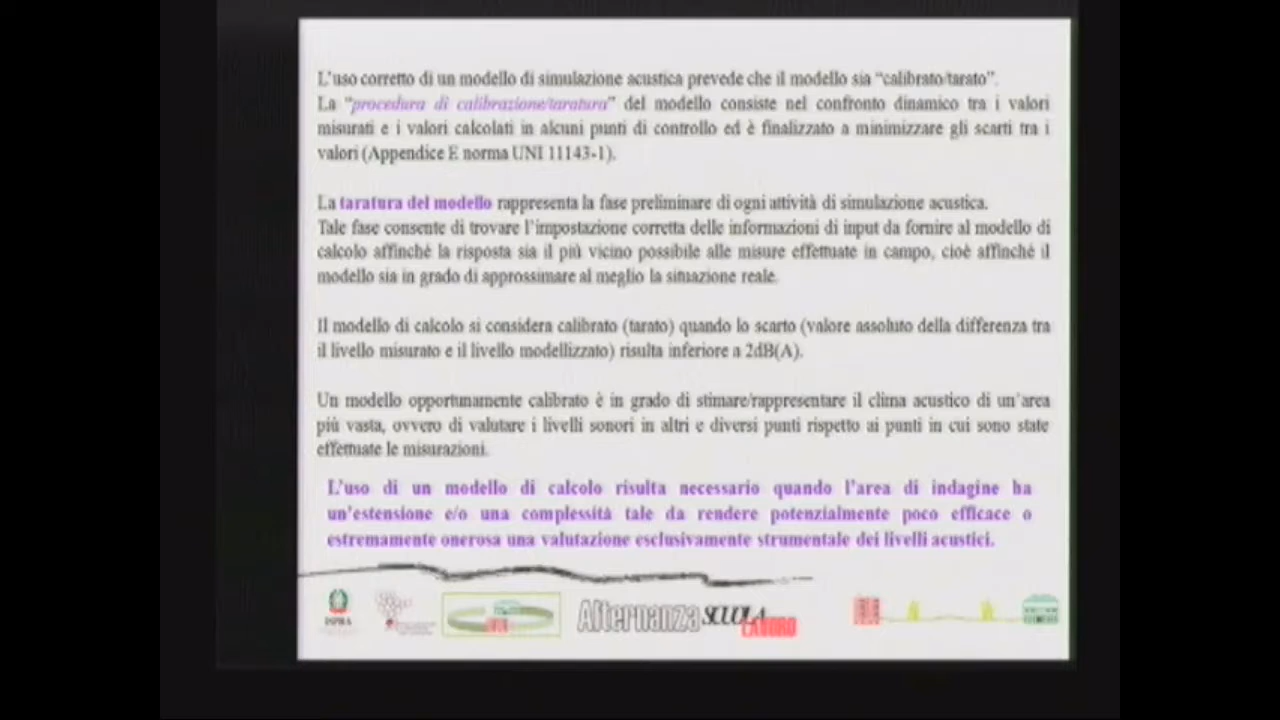 L'uso corretto di un modello di simulazione acustica prevede che il modello sia “calibrato/tarato”.
La “procedura di calibrazione/taratura” del modello consiste nel confronto dinamico tra i valori
misurati e i valori calcolati in alcuni punti di controllo ed è finalizzato a minimizzare gli scarti tra i
valori (Appendice E norma UNI 11143-1).
La taratura del modello rappresenta la fase preliminare di ogni attività di simulazione acustica.
Tale fase consente di trovare l'impostazione corretta delle informazioni di input da fornire al modello di
calcolo affinché la risposta sia il più vicino possibile alle misure effettuate in campo, cioè affinché il
modello sia in grado di approssimare al meglio la situazione reale.
Il modello di calcolo si considera calibrato (tarato) quando lo scarto (valore assoluto della differenza tra
il livello misurato e il livello modellizzato) risulta inferiore a 2dB(A).
Un modello opportunamente calibrato è in grado di stimare/rappresentare il clima acustico di un'area
più vasta, ovvero di valutare i livelli sonori in altri e diversi punti rispetto ai punti in cui sono state
effettuate le misurazioni.
L'uso di un modello di calcolo risulta necessario quando l'area di indagine ha
un'estensione e/o una complessità tale da rendere potenzialmente poco efficace o
estremamente onerosa una valutazione esclusivamente strumentale dei livelli acustici.
ISPRA
Alternanza SCUOLA
LAVORO